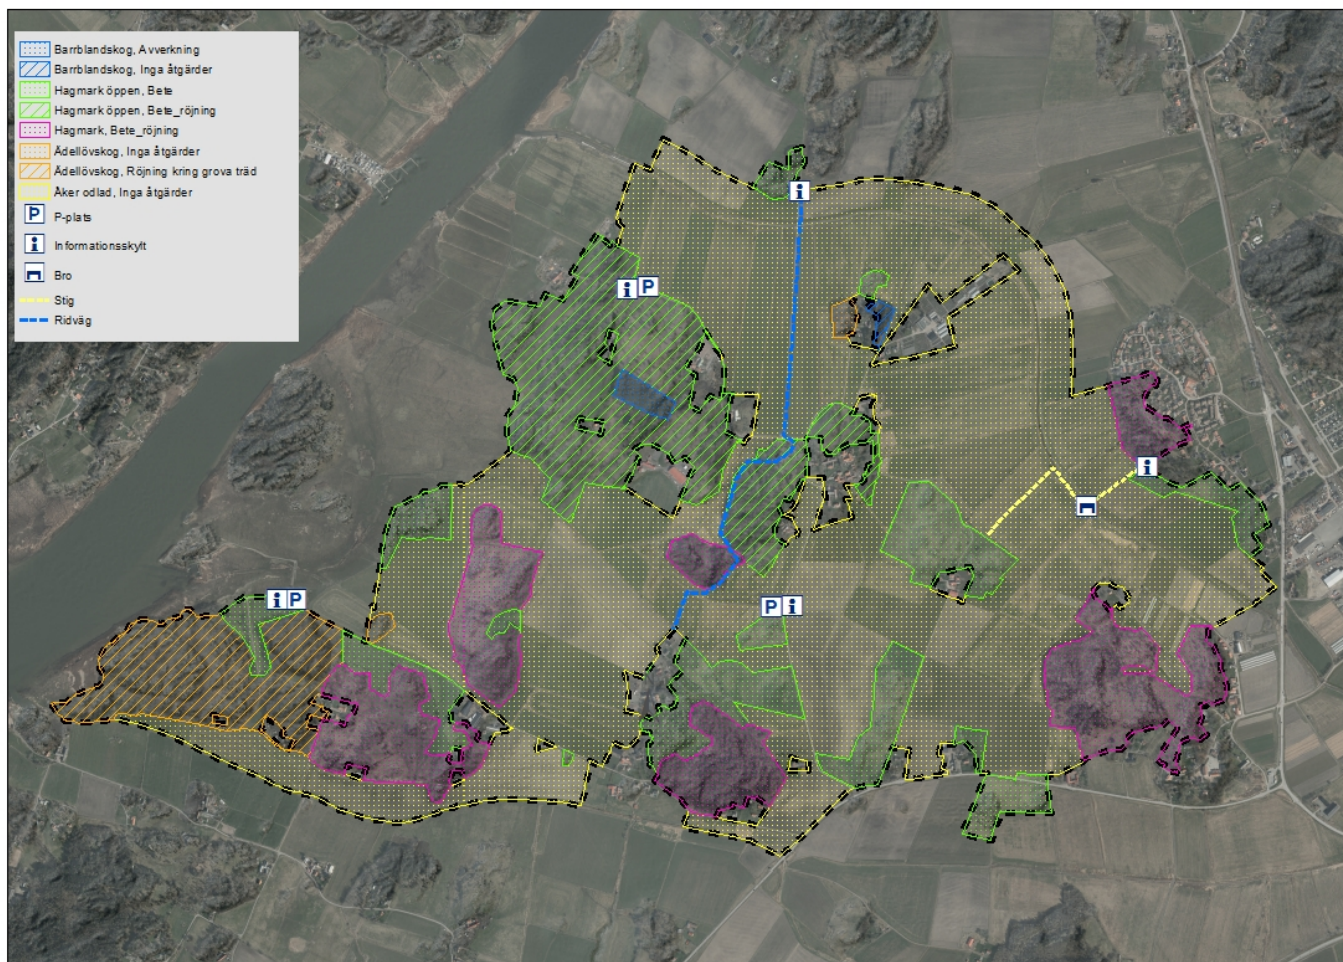 Barrblandskog, Avverkning
Barrblandskog, Inga åtgärder
Hagmark öppen, Bete
Hagmark öppen, Bete_röjning
Hagmark, Bete_röjning
Ädellövskog, Inga åtgärder
Ädellövskog, Röjning kring grova träd
Åker odlad, Inga åtgärder
P P-plats
i Informationsskylt
Bro
Stig
Ridväg
i
i P
i
P i
i P